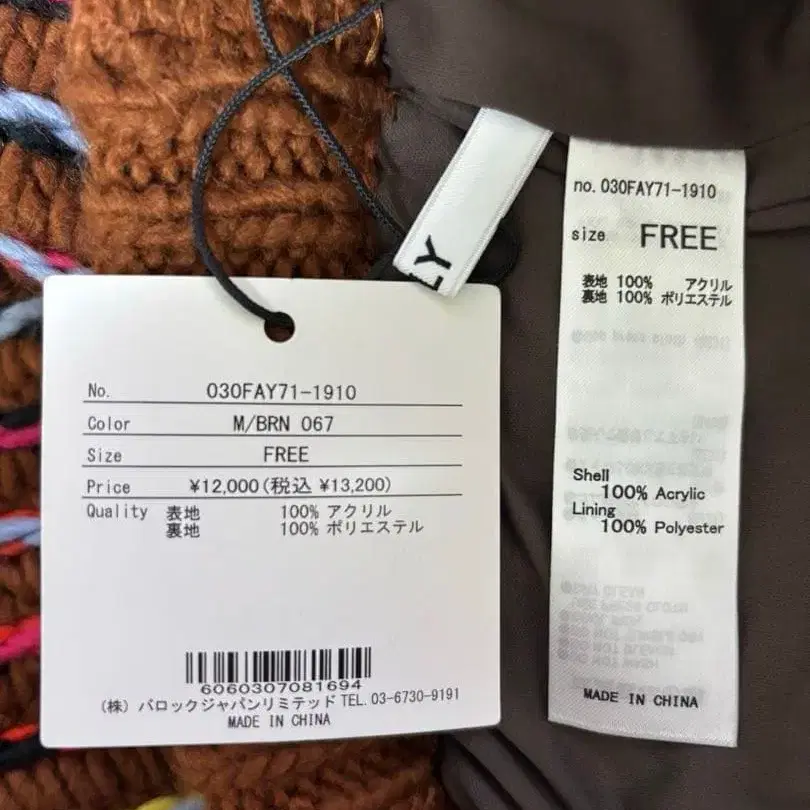 No. 030FAY71-1910
Color M/BRN 067
Size FREE
Price ¥12,000(税込 ¥13,200)
Quality 表地 100% アクリル
裏地 100% ポリエステル
6060307081694
(株) バロックジャパンリミテッド TEL.03-6730-9191
MADE IN CHINA
EY
no. 030FAY71-1910
size FREE
表地 100% アクリル
裏地 100% ポリエステル
Shell
100% Acrylic
Lining
100% Polyester
MADE IN CHINA